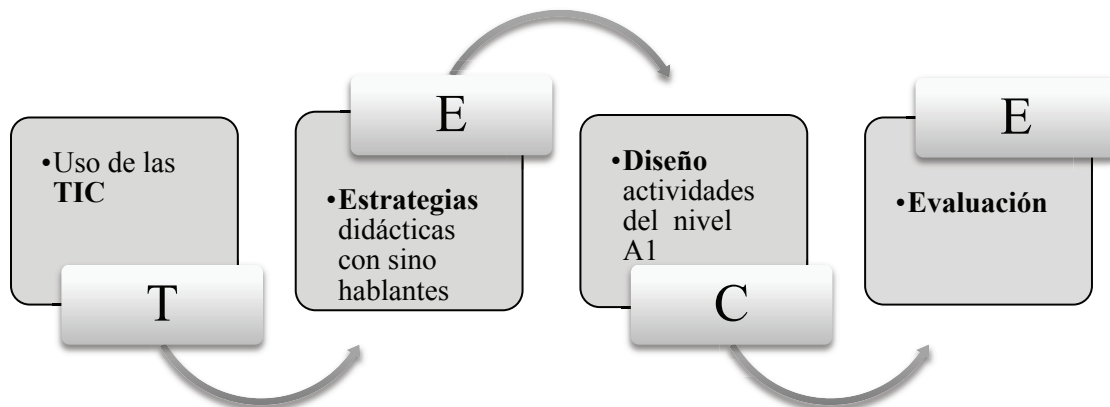 •Uso de las
TIC
T
E
•Estrategias
didácticas
con sino
hablantes
•Diseño
actividades
del nivel
A1
C
E
•Evaluación